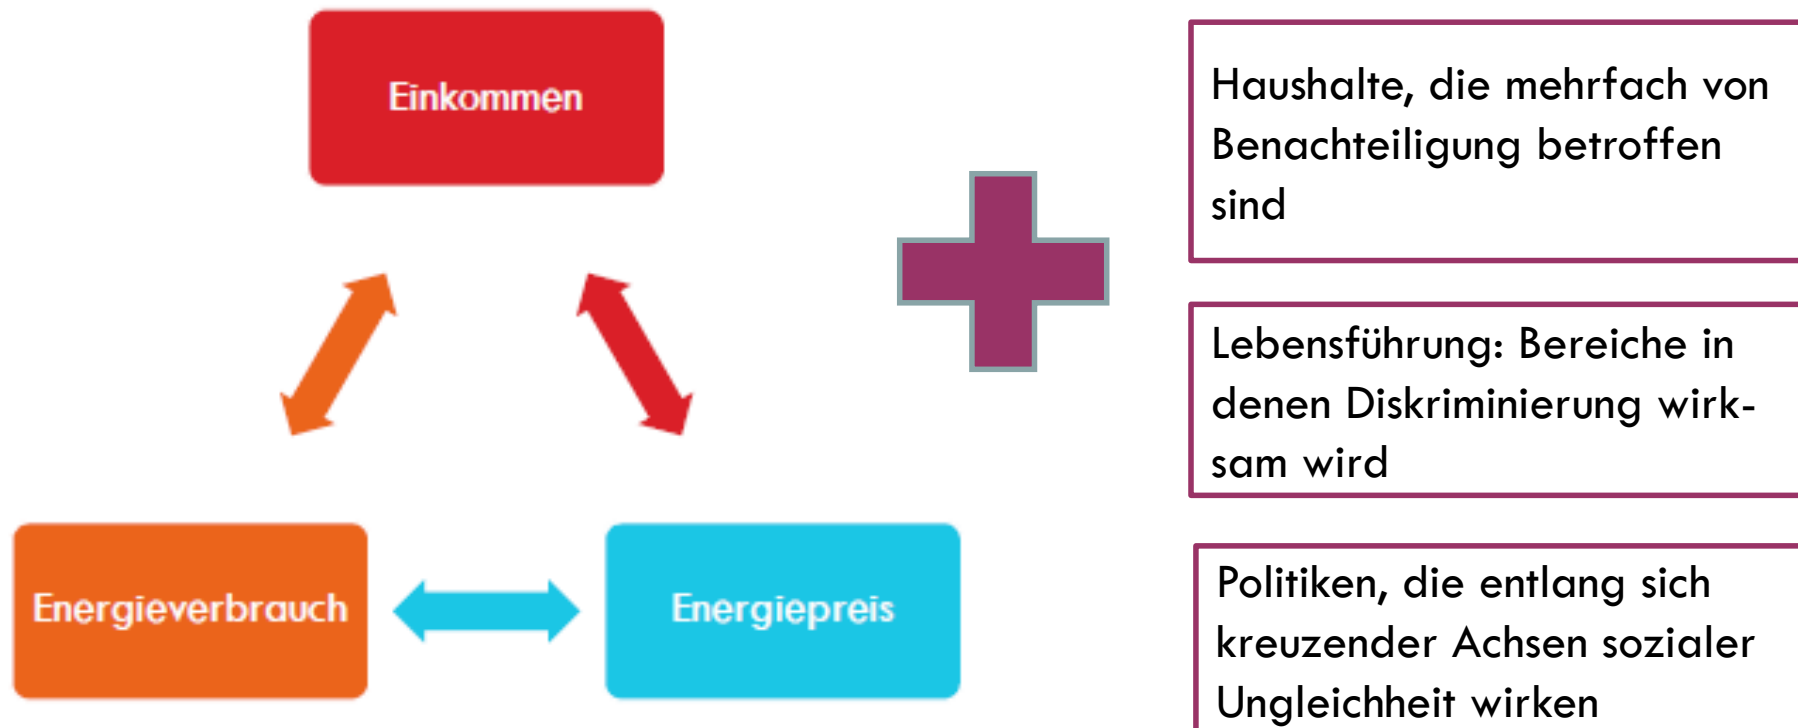 Einkommen
Energieverbrauch
Energiepreis
Haushalte, die mehrfach von
Benachteiligung betroffen
sind
Lebensführung: Bereiche in
denen Diskriminierung wirk-
sam wird
Politiken, die entlang sich
kreuzender Achsen sozialer
Ungleichheit wirken